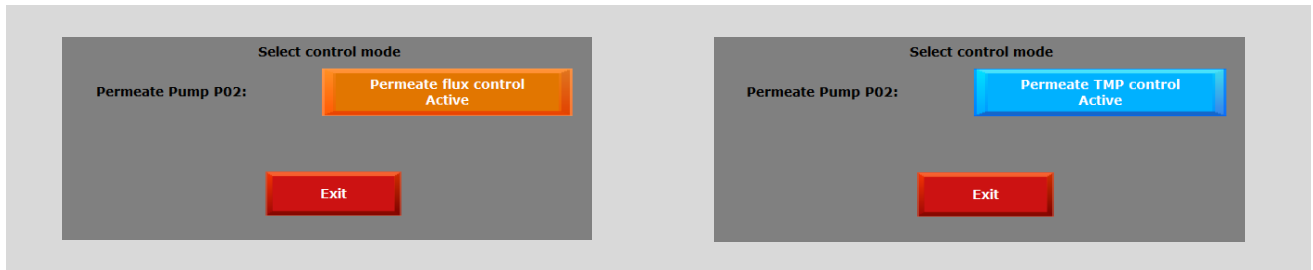 Select control mode
Permeate Pump P02:
Permeate flux control
Active
Exit
Select control mode
Permeate Pump P02:
Permeate TMP control
Active
Exit